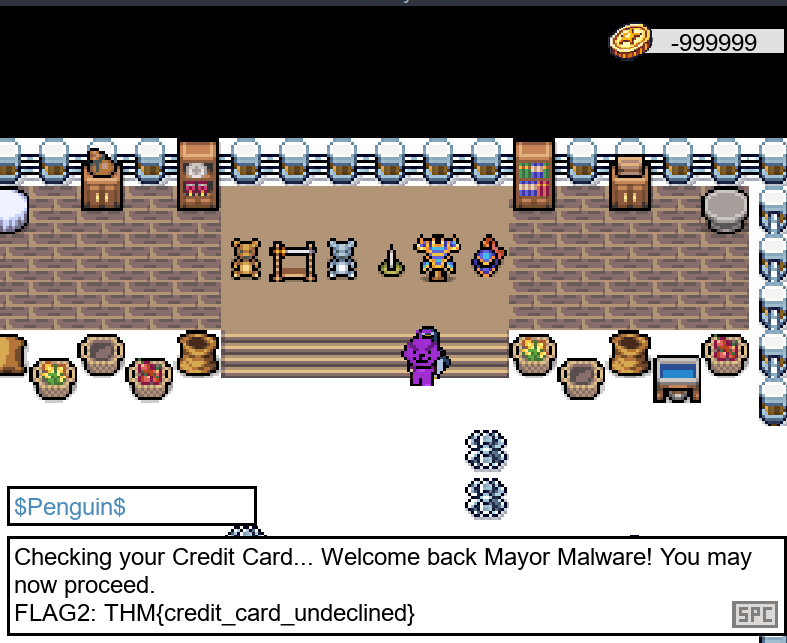 -999999
$Penguin$
Checking your Credit Card... Welcome back Mayor Malware! You may
now proceed.
FLAG2: THM{credit_card_undeclined}
SPC